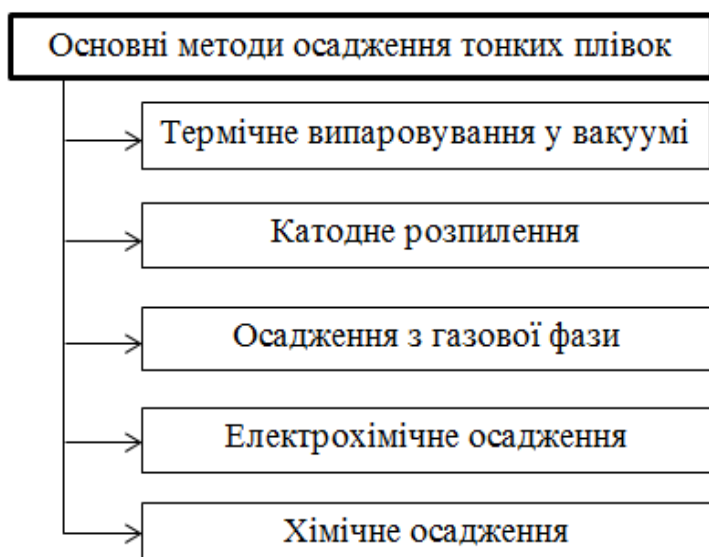 Основні методи осадження тонких плівок
Термічне випаровування у вакуумі
Катодне розпилення
Осадження з газової фази
Електрохімічне осадження
Хімічне осадження